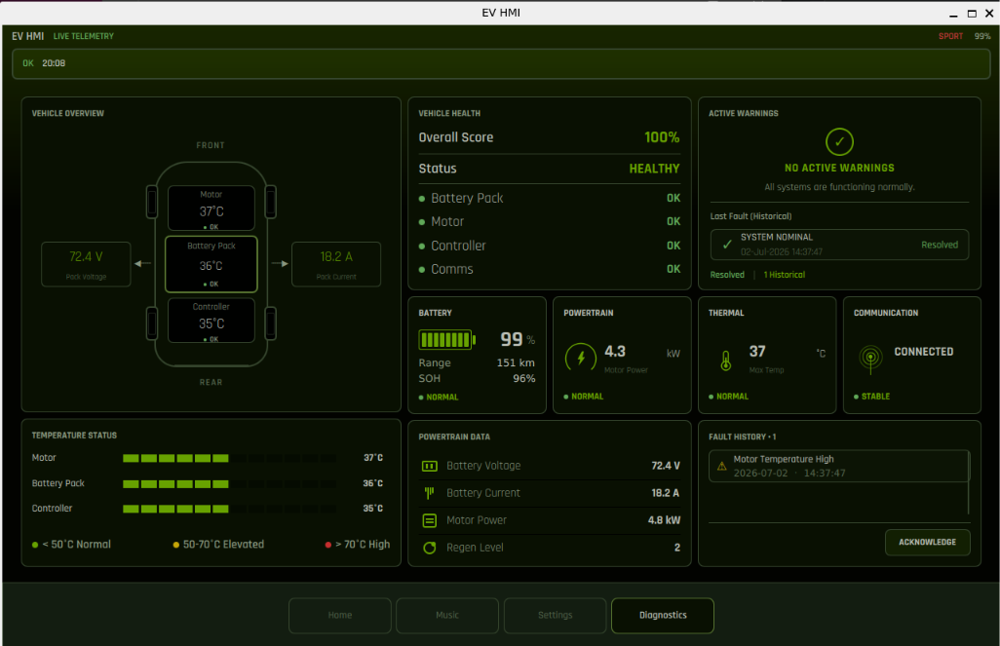 EV HMI
EV HMI LIVE TELEMETRY SPORT 99%
OK 20:08
VEHICLE OVERVIEW
FRONT
Motor
37°C
OK
Battery Pack
36°C
OK
72.4 V
Pack Voltage
18.2 A
Pack Current
Controller
35°C
OK
REAR
VEHICLE HEALTH
Overall Score 100%
Status HEALTHY
Battery Pack OK
Motor OK
Controller OK
Comms OK
ACTIVE WARNINGS
NO ACTIVE WARNINGS
All systems are functioning normally.
Last Fault (Historical)
SYSTEM NOMINAL
02-Jul-2026 14:37:47
Resolved
Resolved | 1 Historical
BATTERY
99 %
Range 151 km
SOH 96%
NORMAL
POWERTRAIN
4.3 kW
Motor Power
NORMAL
THERMAL
37 °C
Max Temp
NORMAL
COMMUNICATION
CONNECTED
STABLE
TEMPERATURE STATUS
Motor 37°C
Battery Pack 36°C
Controller 35°C
< 50°C Normal 50-70°C Elevated > 70°C High
POWERTRAIN DATA
Battery Voltage 72.4 V
Battery Current 18.2 A
Motor Power 4.8 kW
Regen Level 2
FAULT HISTORY • 1
Motor Temperature High
2026-07-02 · 14:37:47
ACKNOWLEDGE
Home Music Settings Diagnostics